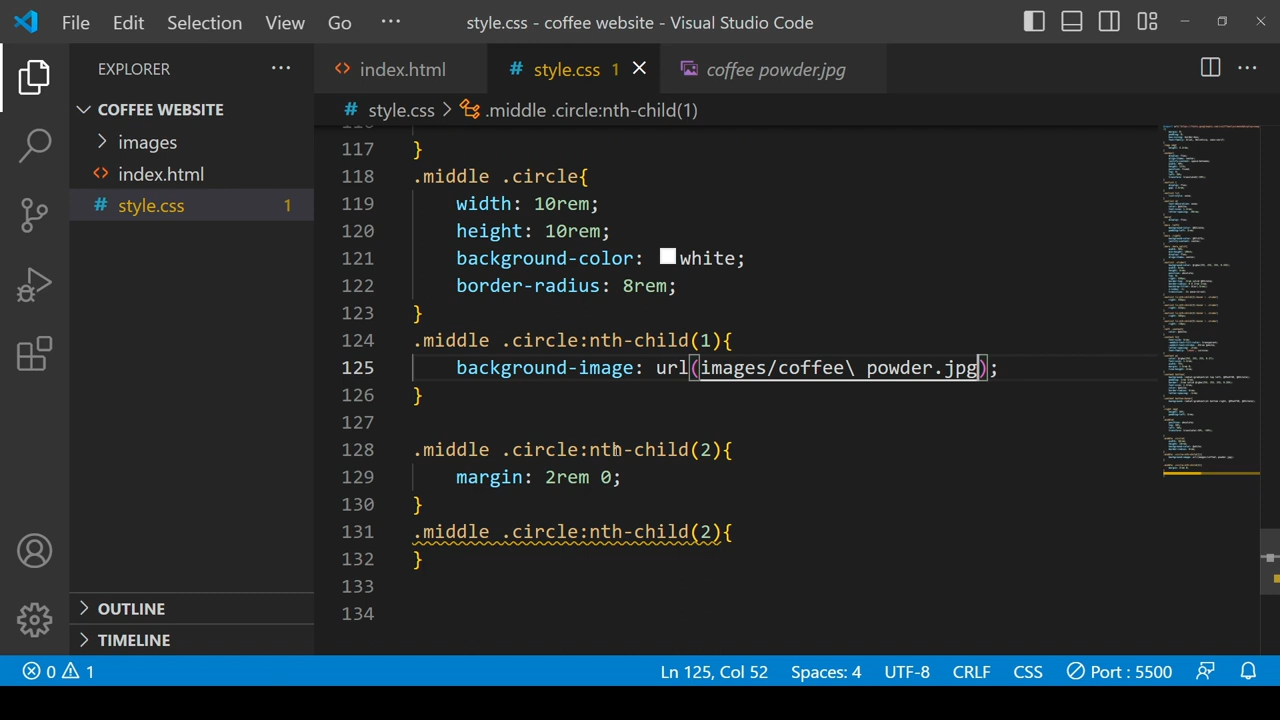 File Edit Selection View Go ··· style.css - coffee website - Visual Studio Code
EXPLORER ···
index.html # style.css 1 coffee powder.jpg ···
# style.css > .middle .circle:nth-child(1)
COFFEE WEBSITE
images
index.html
# style.css 1
117 }
118 .middle .circle{
119 width: 10rem;
120 height: 10rem;
121 background-color: white;
122 border-radius: 8rem;
123 }
124 .middle .circle:nth-child(1){
125 background-image: url(images/coffee\ powder.jpg);
126 }
127
128 .middle .circle:nth-child(2){
129 margin: 2rem 0;
130 }
131 .middle .circle:nth-child(2){
132 }
133
134
OUTLINE
TIMELINE
0 1 Ln 125, Col 52 Spaces: 4 UTF-8 CRLF CSS Port : 5500